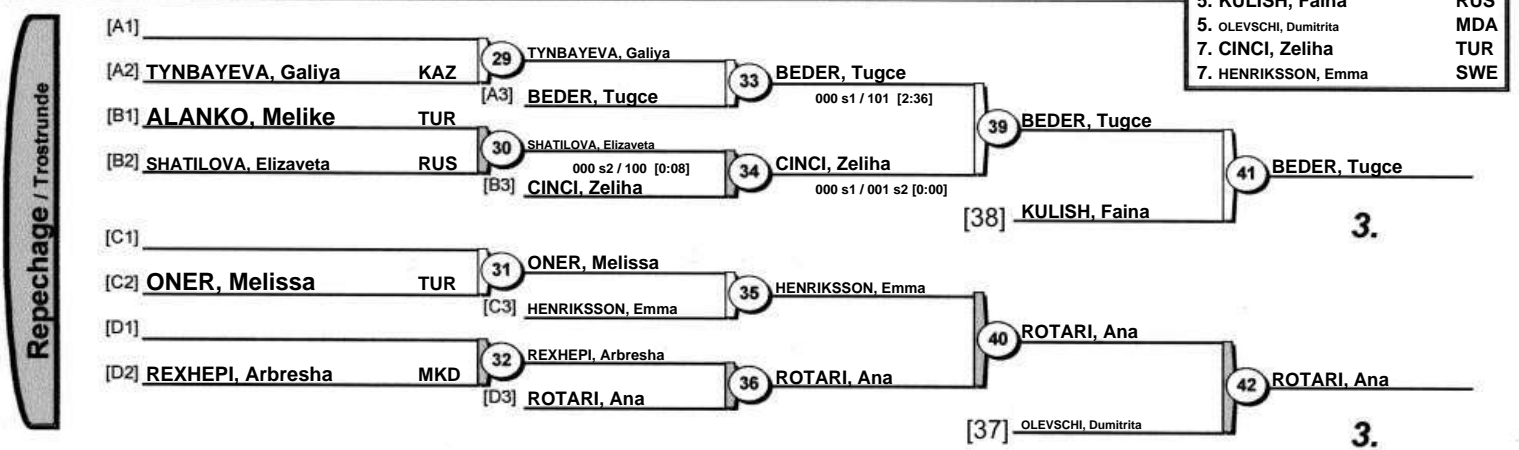 5. KULISH, Faina RUS
5. OLEVSCHI, Dumitrita MDA
7. CINCI, Zeliha TUR
7. HENRIKSSON, Emma SWE
Repechage / Trostrunde
[A1]
[A2] TYNBAYEVA, Galiya KAZ
29 TYNBAYEVA, Galiya
[A3] BEDER, Tugce
33 BEDER, Tugce
000 s1 / 101 [2:36]
[B1] ALANKO, Melike TUR
[B2] SHATILOVA, Elizaveta RUS
30 SHATILOVA, Elizaveta
000 s2 / 100 [0:08]
[B3] CINCI, Zeliha
34 CINCI, Zeliha
000 s1 / 001 s2 [0:00]
39 BEDER, Tugce
[38] KULISH, Faina
41 BEDER, Tugce
3.
[C1]
[C2] ONER, Melissa TUR
31 ONER, Melissa
[C3] HENRIKSSON, Emma
35 HENRIKSSON, Emma
[D1]
[D2] REXHEPI, Arbresha MKD
32 REXHEPI, Arbresha
[D3] ROTARI, Ana
36 ROTARI, Ana
40 ROTARI, Ana
[37] OLEVSCHI, Dumitrita
42 ROTARI, Ana
3.